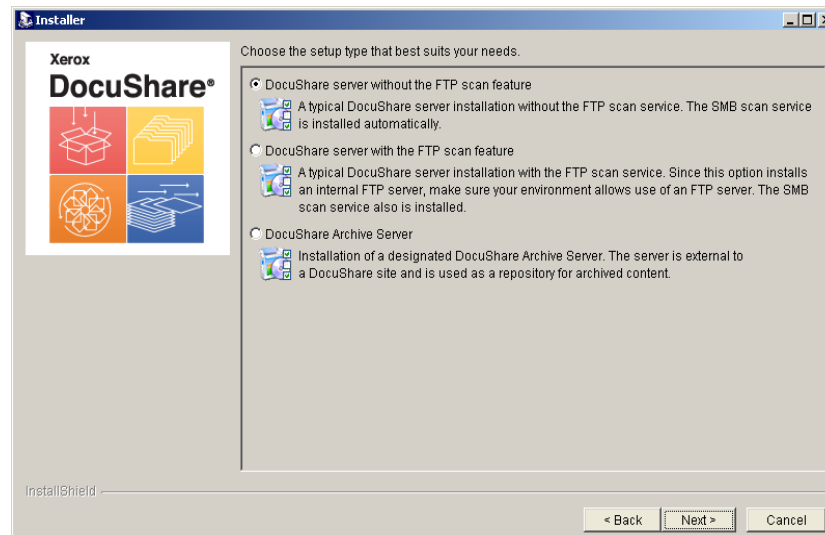 Installer
Xerox
DocuShare®
Choose the setup type that best suits your needs.
DocuShare server without the FTP scan feature
A typical DocuShare server installation without the FTP scan service. The SMB scan service
is installed automatically.
DocuShare server with the FTP scan feature
A typical DocuShare server installation with the FTP scan service. Since this option installs
an internal FTP server, make sure your environment allows use of an FTP server. The SMB
scan service also is installed.
DocuShare Archive Server
Installation of a designated DocuShare Archive Server. The server is external to
a DocuShare site and is used as a repository for archived content.
InstallShield
< Back
Next >
Cancel